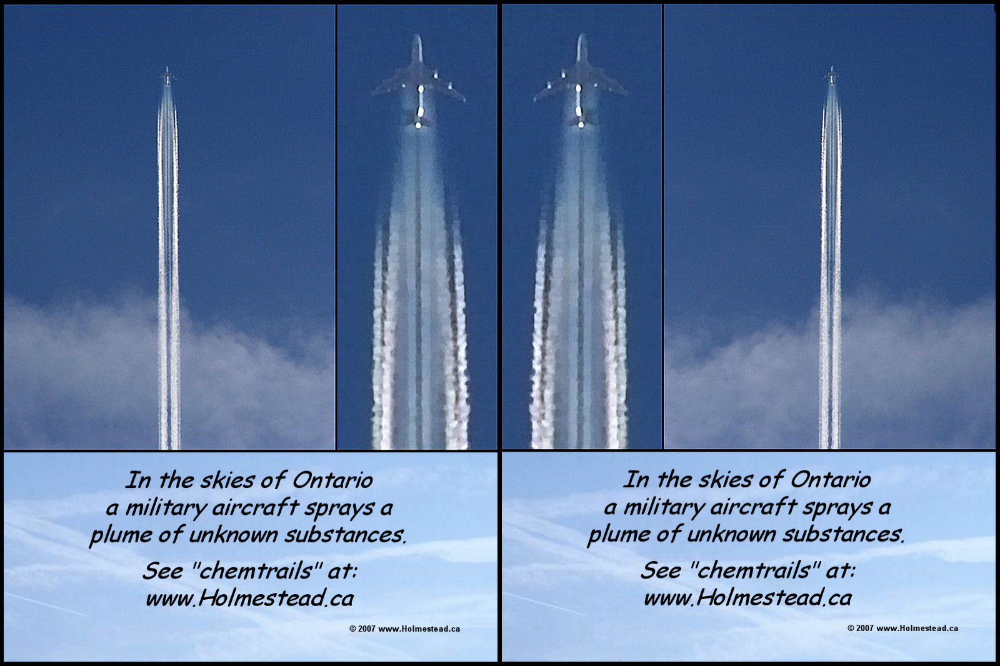 In the skies of Ontario
a military aircraft sprays a
plume of unknown substances.
See "chemtrails" at:
www.Holmestead.ca
© 2007 www.Holmestead.ca
In the skies of Ontario
a military aircraft sprays a
plume of unknown substances.
See "chemtrails" at:
www.Holmestead.ca
© 2007 www.Holmestead.ca